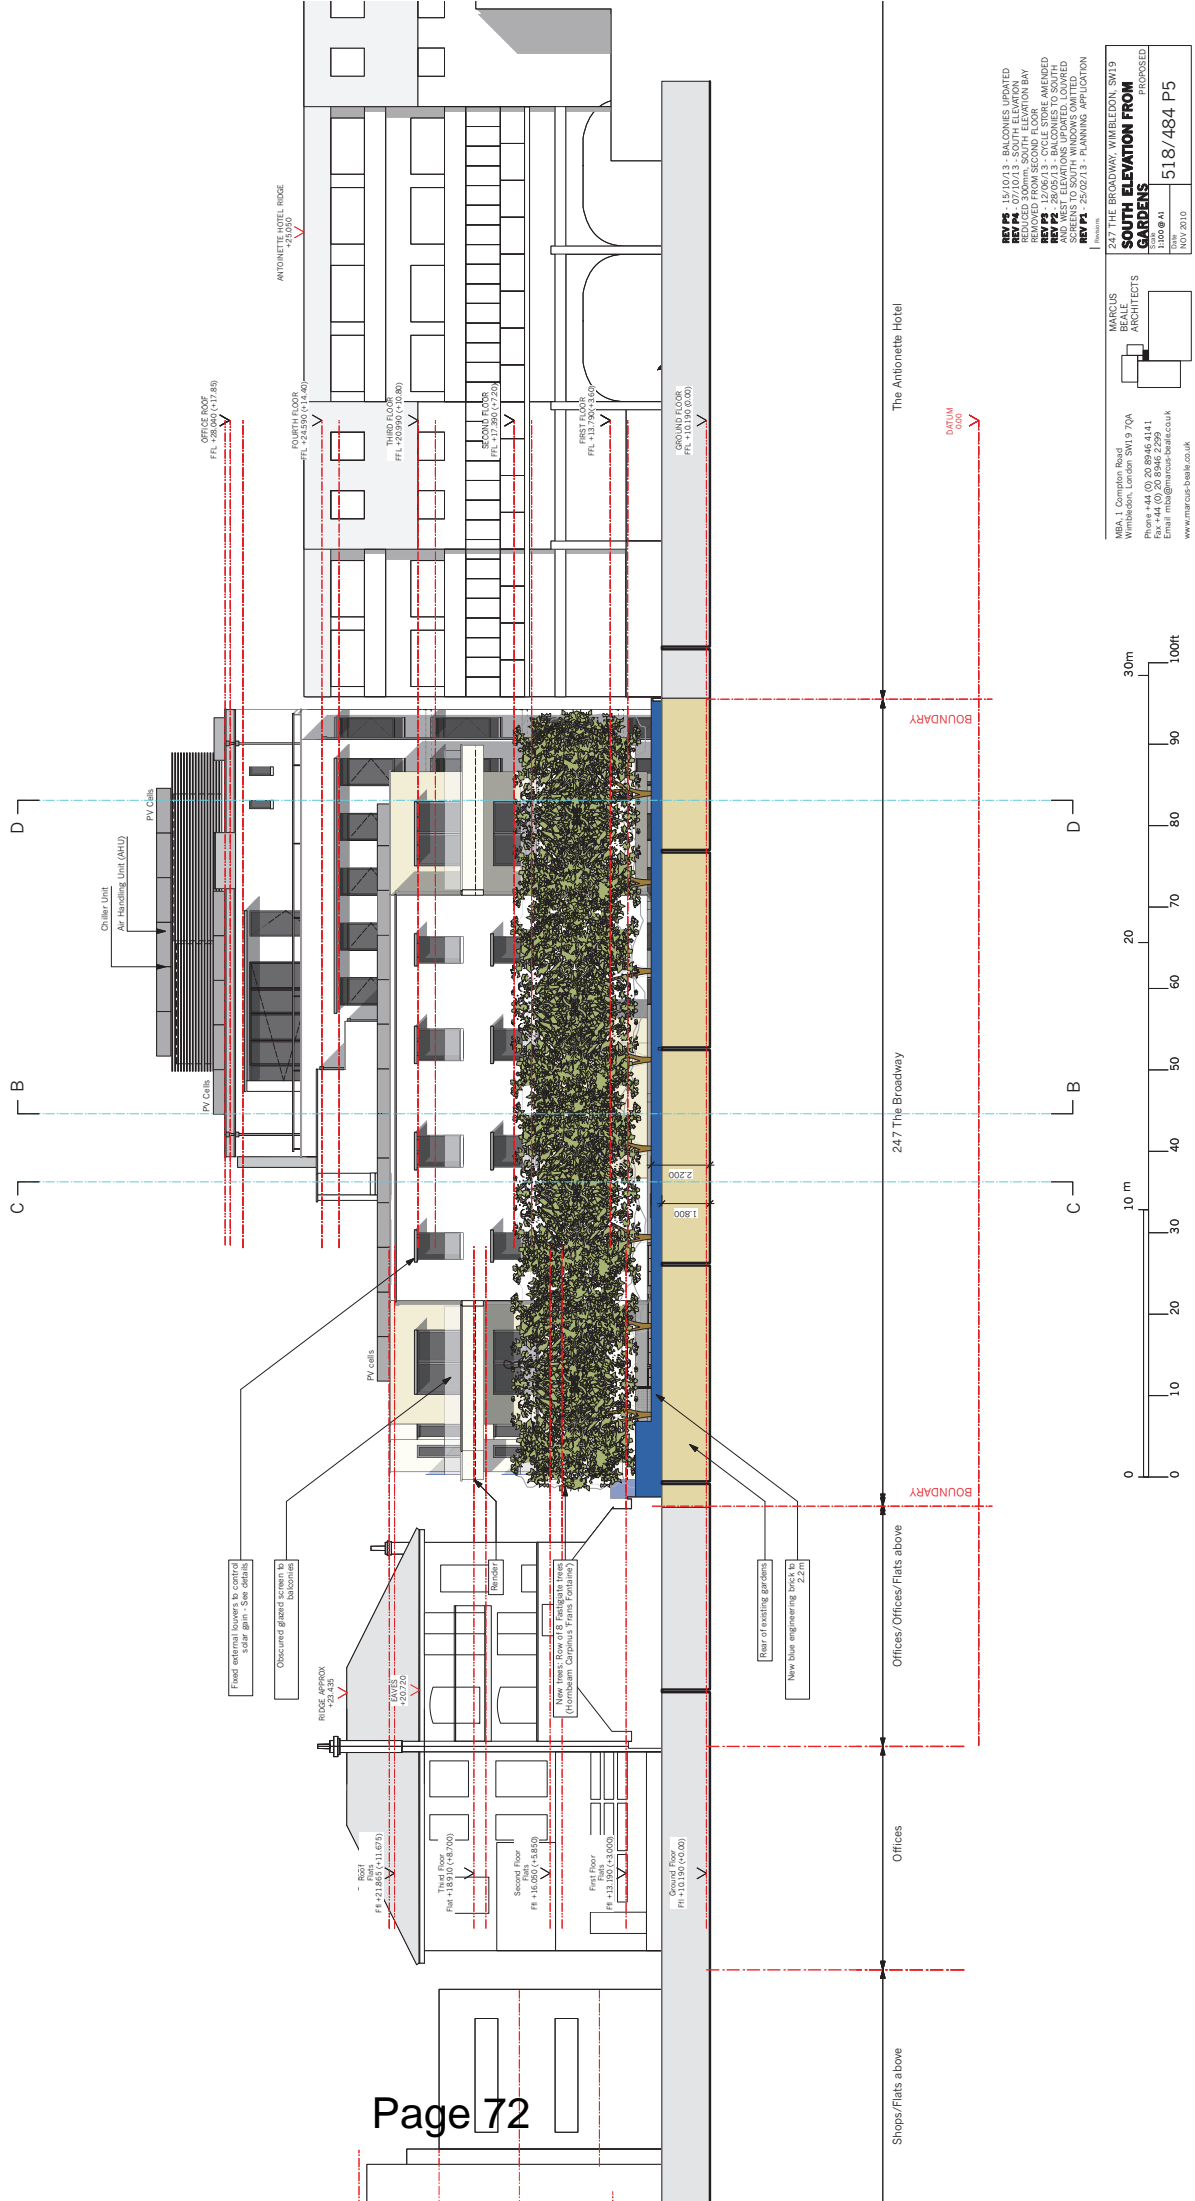 ANTOINETTE HOTEL RIDGE
+25.050
OFFICE ROOF
FFL +28.040 (+17.85)
FOURTH FLOOR
FFL +24.590 (+14.40)
THIRD FLOOR
FFL +20.990 (+10.80)
SECOND FLOOR
FFL +17.390 (+7.20)
FIRST FLOOR
FFL +13.790(+3.60)
GROUND FLOOR
FFL +10.190 (0.00)
DATUM
0.00
Chiller Unit
Air Handling Unit (AHU)
PV Cells
PV Cells
PV cells
D
B
C
D
B
C
Fixed external louvers to control
solar gain - See details
Obscured glazed screen to
balconies
RIDGE APPROX
+23.435
EAVES
+20.720
Render
New trees: Row of 8 Fastigiate trees
(Hornbeam Carpinus 'Frans Fontaine')
Rear of existing gardens
New blue engineering brick to
2.2m
Roof
Flats
Ffl +21.865 (+11.675)
Third Floor
Flat +18.910 (+8.700)
Second Floor
Flats
Ffl +16.050 (+5.850)
First Floor
Flats
Ffl +13.190 (+3.000)
Ground Floor
Ffl +10.190 (+0.00)
2.200
1.800
BOUNDARY
BOUNDARY
Shops/Flats above
Offices
Offices/Offices/Flats above
247 The Broadway
The Antionette Hotel
0
10 m
20
30m
0
10
20
30
40
50
60
70
80
90
100ft
MBA, 1 Compton Road
Wimbledon, London SW19 7QA
Phone +44 (0) 20 8946 4141
Fax +44 (0) 20 8946 2299
Email mba@marcus-beale.co.uk
www.marcus-beale.co.uk
MARCUS
BEALE
ARCHITECTS
REV P5 - 15/10/13 - BALCONIES UPDATED
REV P4 - 07/10/13 - SOUTH ELEVATION
REDUCED 300mm, SOUTH ELEVATION BAY
REMOVED FROM SECOND FLOOR
REV P3 - 12/06/13 - CYCLE STORE AMENDED
REV P2 - 28/05/13 - BALCONIES TO SOUTH
AND WEST ELEVATIONS UPDATED, LOUVRED
SCREENS TO SOUTH WINDOWS OMITTED
REV P1 - 25/02/13 - PLANNING APPLICATION
Revisions
247 THE BROADWAY, WIMBLEDON, SW19
SOUTH ELEVATION FROM
GARDENS
PROPOSED
Scale
1:100 @ A1
Date
NOV 2010
518/484 P5
Page 72